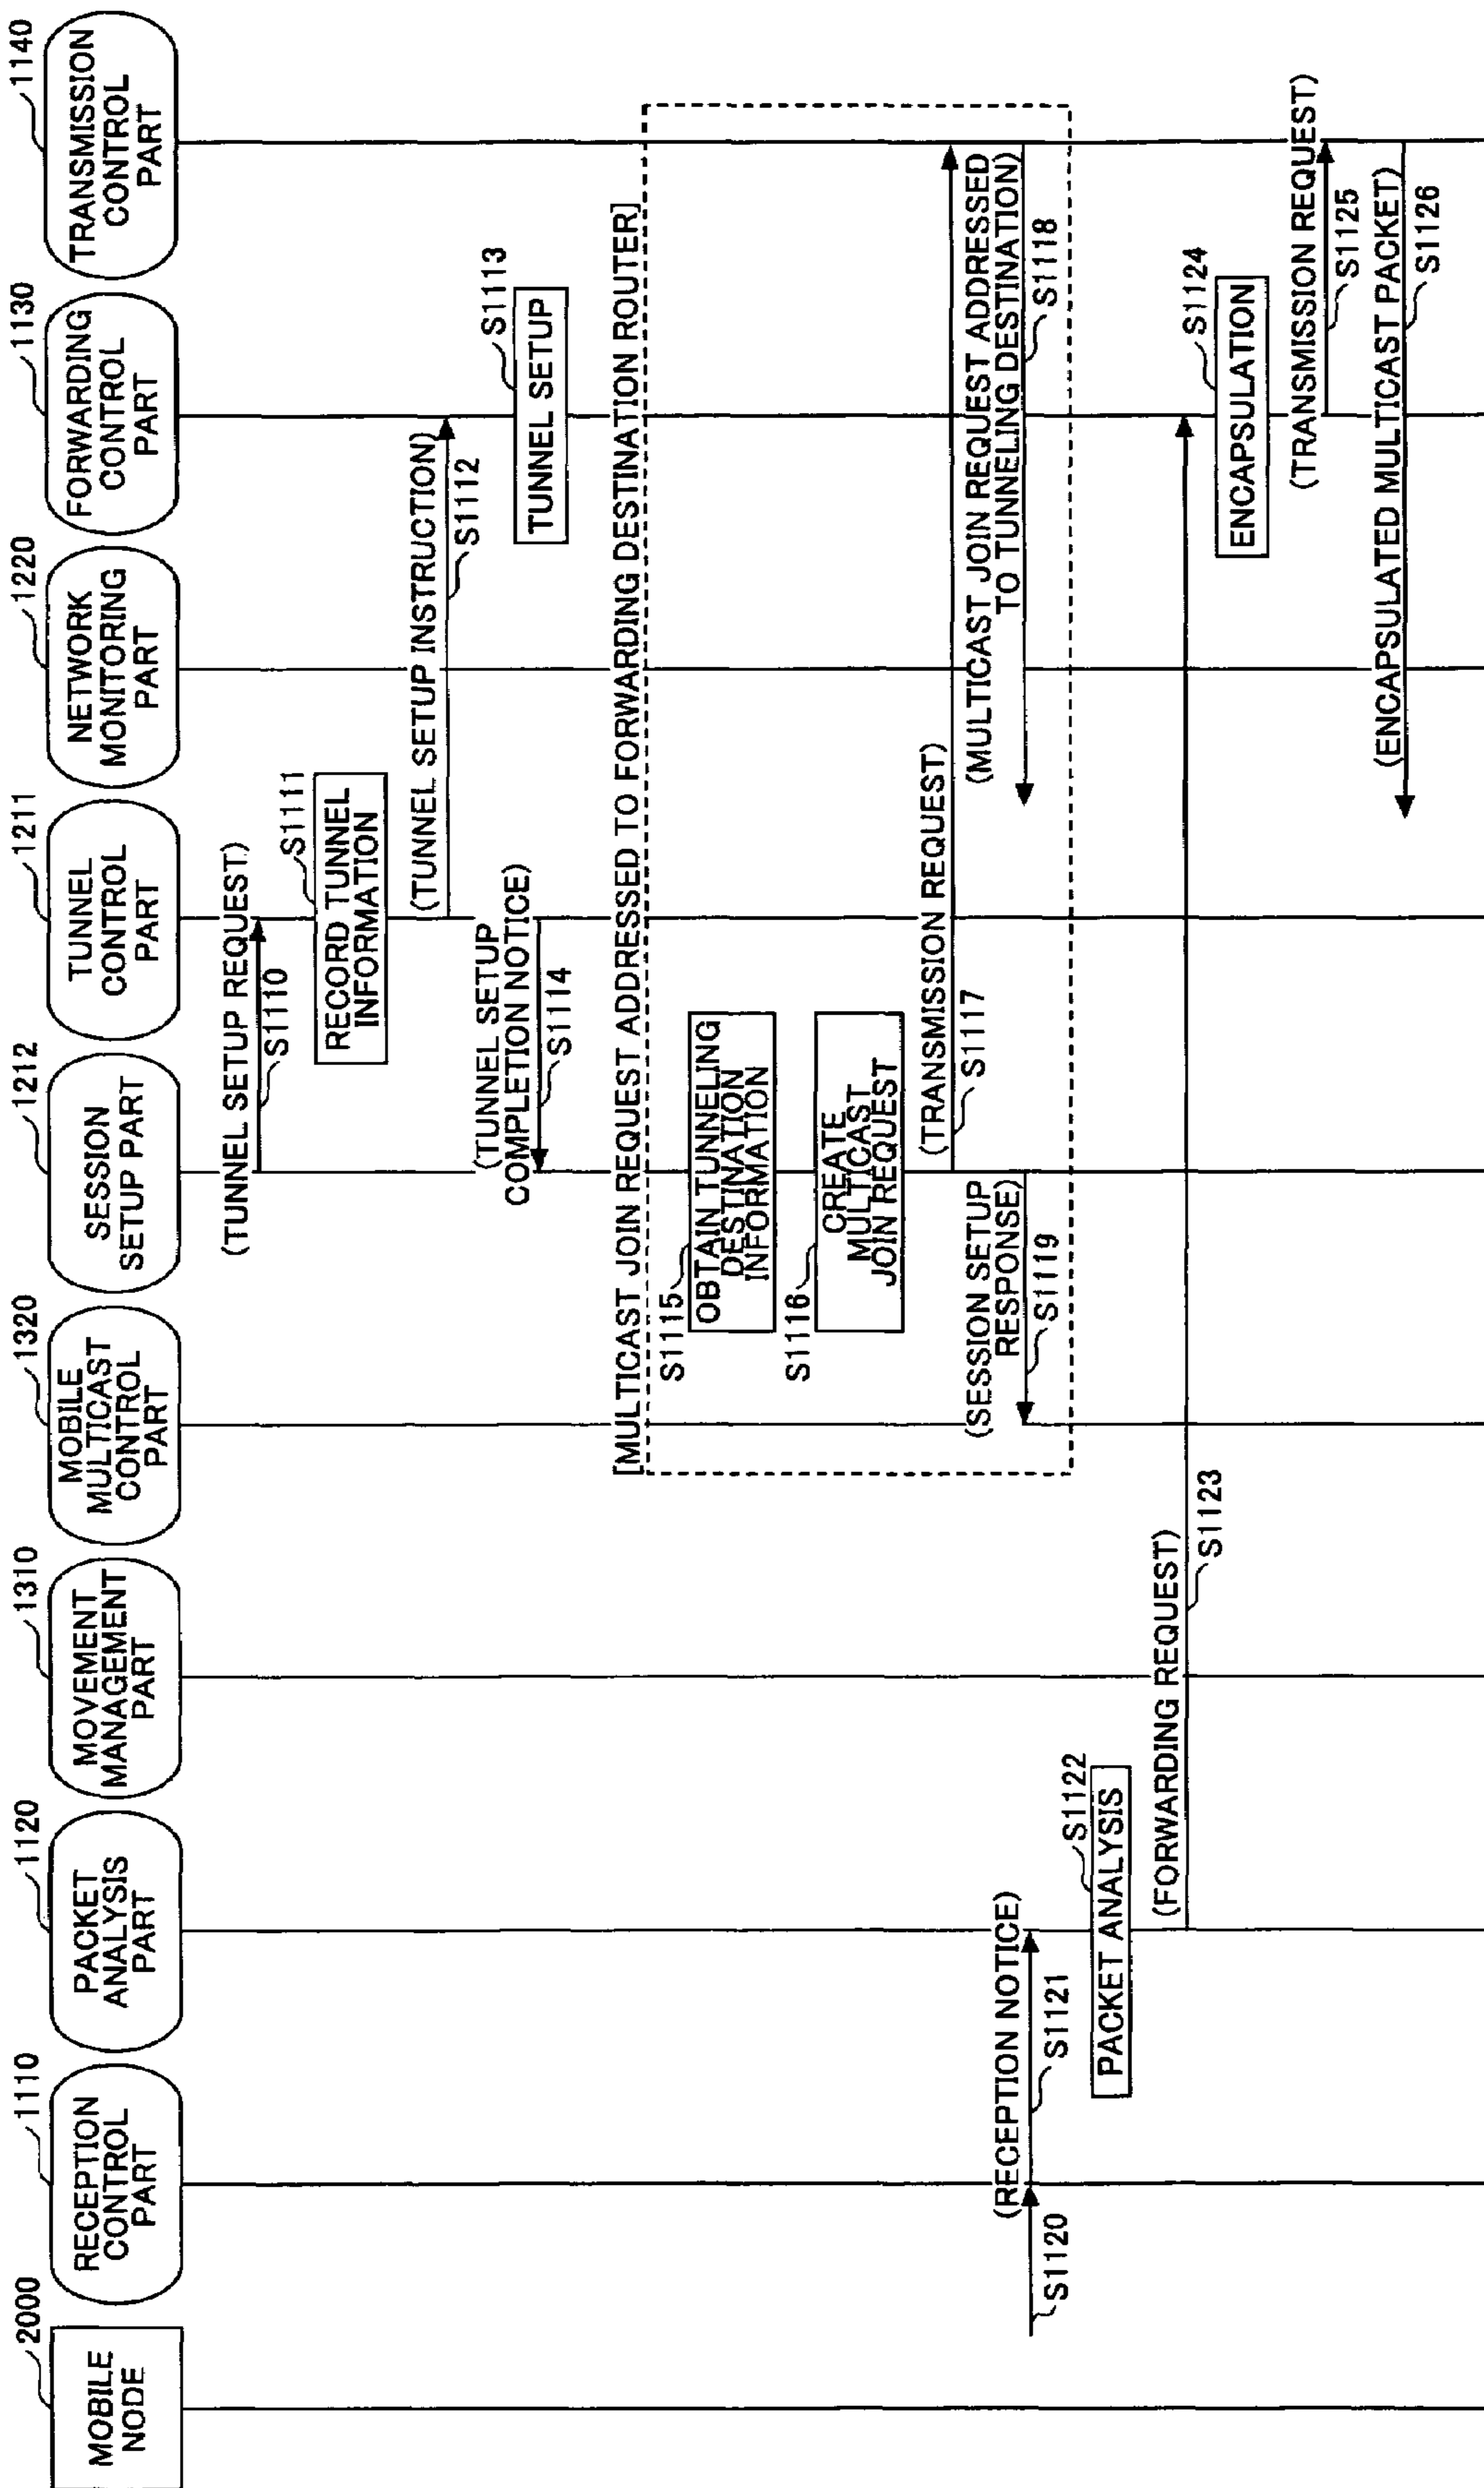 2000
MOBILE
NODE
1110
RECEPTION
CONTROL
PART
1120
PACKET
ANALYSIS
PART
1310
MOVEMENT
MANAGEMENT
PART
1320
MOBILE
MULTICAST
CONTROL
PART
1212
SESSION
SETUP PART
1211
TUNNEL
CONTROL
PART
1220
NETWORK
MONITORING
PART
1130
FORWARDING
CONTROL
PART
1140
TRANSMISSION
CONTROL
PART
(TUNNEL SETUP REQUEST)
S1110
S1111
RECORD TUNNEL
INFORMATION
(TUNNEL SETUP INSTRUCTION)
S1112
S1113
TUNNEL SETUP
(TUNNEL SETUP
COMPLETION NOTICE)
S1114
[MULTICAST JOIN REQUEST ADDRESSED TO FORWARDING DESTINATION ROUTER]
S1115
OBTAIN TUNNELING
DESTINATION
INFORMATION
S1116
CREATE
MULTICAST
JOIN REQUEST
(TRANSMISSION REQUEST)
S1117
(MULTICAST JOIN REQUEST ADDRESSED
TO TUNNELING DESTINATION)
S1118
(SESSION SETUP
RESPONSE)
S1119
S1120
(RECEPTION NOTICE)
S1121
S1122
PACKET ANALYSIS
(FORWARDING REQUEST)
S1123
S1124
ENCAPSULATION
(TRANSMISSION REQUEST)
S1125
(ENCAPSULATED MULTICAST PACKET)
S1126